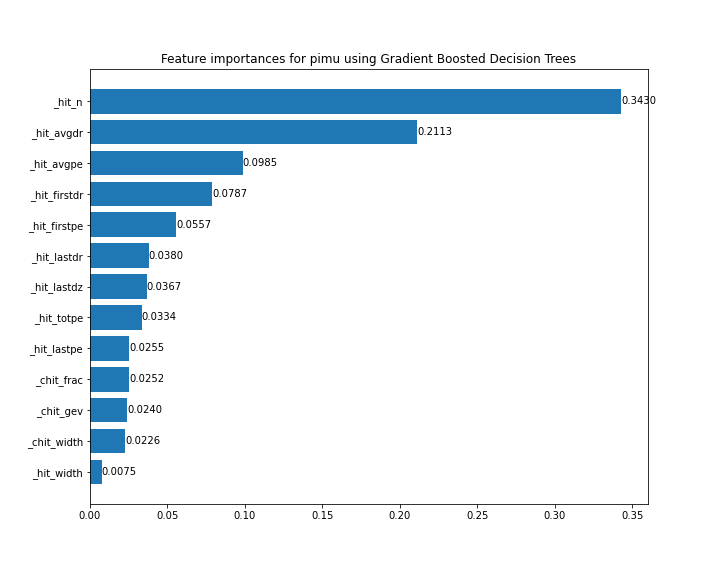 Feature importances for pimu using Gradient Boosted Decision Trees
_hit_n 0.3430
_hit_avgdr 0.2113
_hit_avgpe 0.0985
_hit_firstdr 0.0787
_hit_firstpe 0.0557
_hit_lastdr 0.0380
_hit_lastdz 0.0367
_hit_totpe 0.0334
_hit_lastpe 0.0255
_chit_frac 0.0252
_chit_gev 0.0240
_chit_width 0.0226
_hit_width 0.0075
0.00 0.05 0.10 0.15 0.20 0.25 0.30 0.35